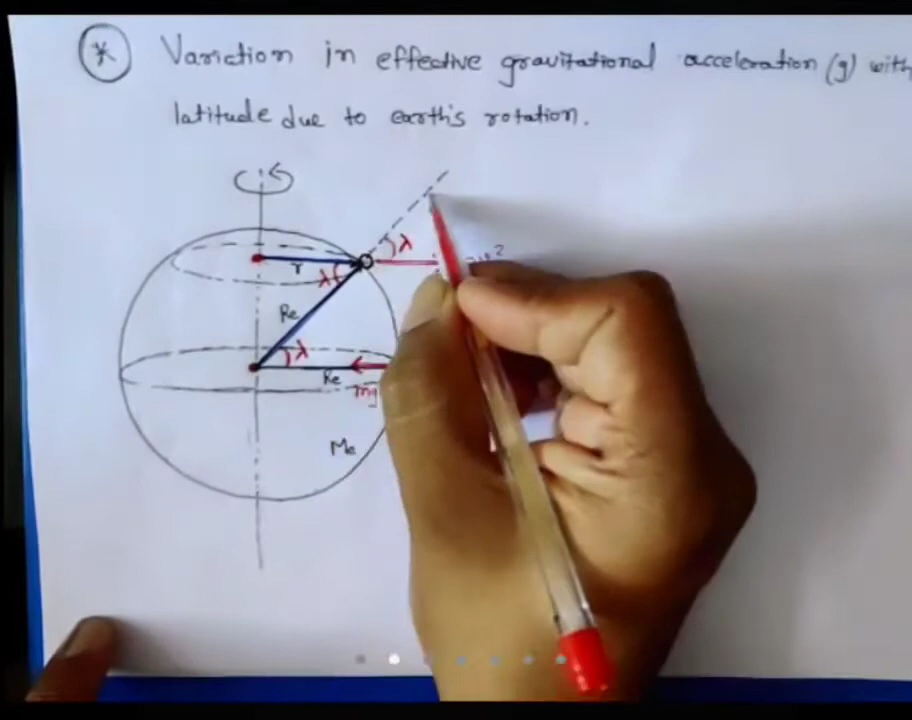 * Variation in effective gravitational acceleration (g) with
latitude due to earth's rotation.
λ
r
λ
Re
λ
Re
mg
Me